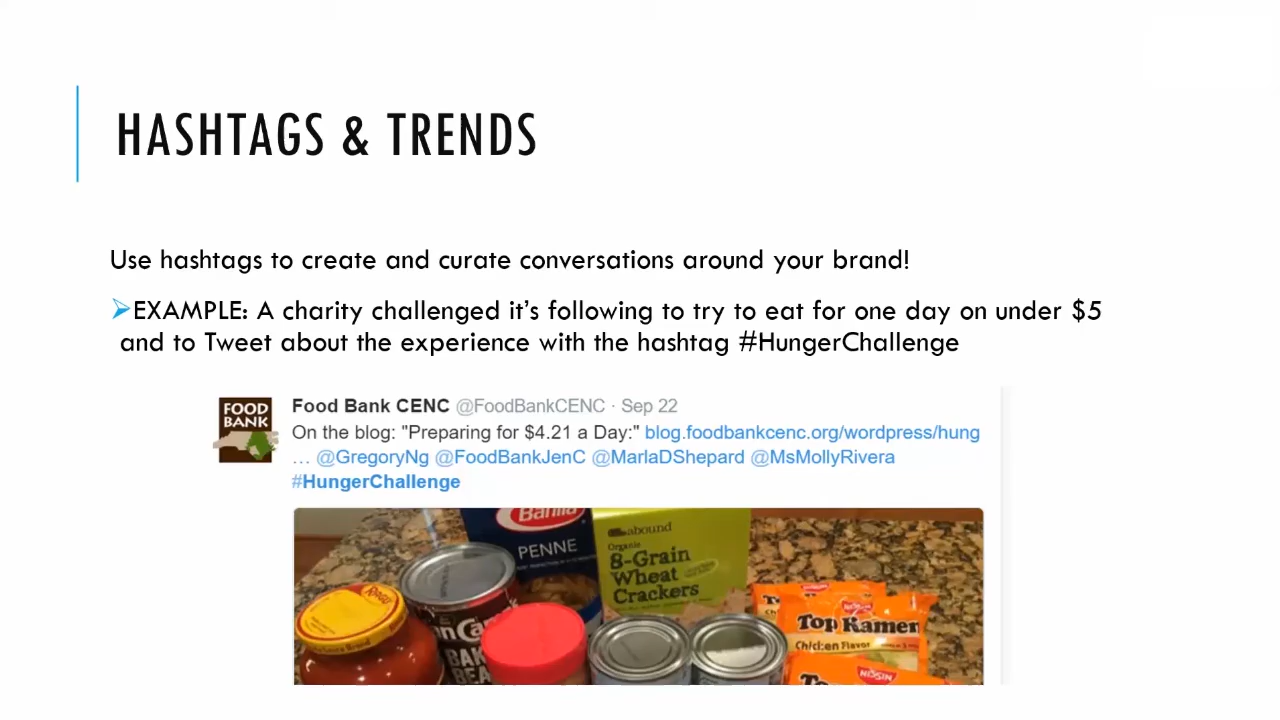 HASHTAGS & TRENDS
Use hashtags to create and curate conversations around your brand!
EXAMPLE: A charity challenged it's following to try to eat for one day on under $5
and to Tweet about the experience with the hashtag #HungerChallenge
FOOD
BANK
Food Bank CENC @FoodBankCENC · Sep 22
On the blog: "Preparing for $4.21 a Day:" blog.foodbankcenc.org/wordpress/hung
… @GregoryNg @FoodBankJenC @MarlaDShepard @MsMollyRivera
#HungerChallenge
Barilla
PENNE
abound
Organic
8-Grain
Wheat
Crackers
Ragu
BAK
BEA
NISSIN
Top Ramen
Chicken Flavor
NISSIN